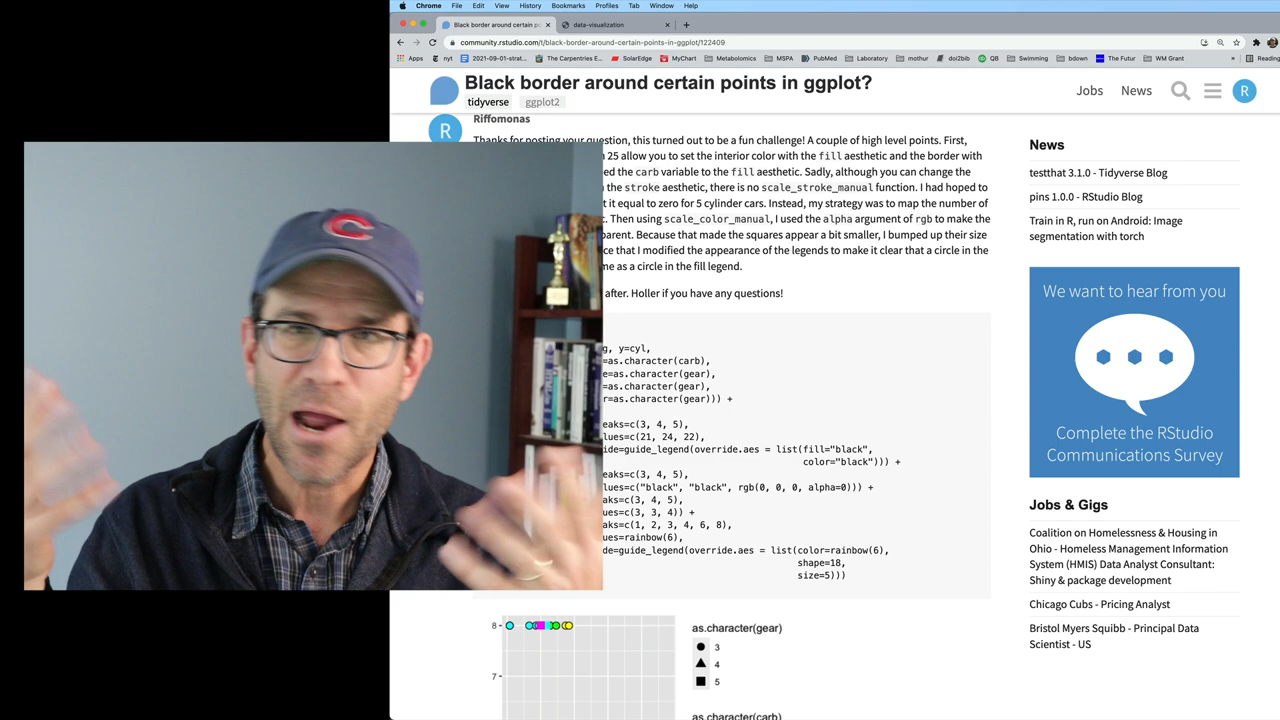 Chrome File Edit View History Bookmarks Profiles Tab Window Help
Black border around certain p
data-visualization
community.rstudio.com/t/black-border-around-certain-points-in-ggplot/122409
Apps nyt 2021-09-01-strat... The Carpentries E... SolarEdge MyChart Metabolomics MSPA PubMed Laboratory mothur doi2bib QB Swimming bdown The Futur WM Grant » Reading
Black border around certain points in ggplot?
tidyverse ggplot2
Jobs News R
R Riffomonas
Thanks for posting your question, this turned out to be a fun challenge! A couple of high level points. First,
25 allow you to set the interior color with the fill aesthetic and the border with
ed the carb variable to the fill aesthetic. Sadly, although you can change the
the stroke aesthetic, there is no scale_stroke_manual function. I had hoped to
it equal to zero for 5 cylinder cars. Instead, my strategy was to map the number of
. Then using scale_color_manual, I used the alpha argument of rgb to make the
parent. Because that made the squares appear a bit smaller, I bumped up their size
ce that I modified the appearance of the legends to make it clear that a circle in the
me as a circle in the fill legend.
after. Holler if you have any questions!
g, y=cyl,
=as.character(carb),
e=as.character(gear),
=as.character(gear),
r=as.character(gear))) +
eaks=c(3, 4, 5),
lues=c(21, 24, 22),
ide=guide_legend(override.aes = list(fill="black",
color="black"))) +
eaks=c(3, 4, 5),
lues=c("black", "black", rgb(0, 0, 0, alpha=0))) +
aks=c(3, 4, 5),
ues=c(3, 3, 4)) +
aks=c(1, 2, 3, 4, 6, 8),
ues=rainbow(6),
de=guide_legend(override.aes = list(color=rainbow(6),
shape=18,
size=5)))
8
7
as.character(gear)
3
4
5
as.character(carb)
News
testthat 3.1.0 - Tidyverse Blog
pins 1.0.0 - RStudio Blog
Train in R, run on Android: Image
segmentation with torch
We want to hear from you
Complete the RStudio
Communications Survey
Jobs & Gigs
Coalition on Homelessness & Housing in
Ohio - Homeless Management Information
System (HMIS) Data Analyst Consultant:
Shiny & package development
Chicago Cubs - Pricing Analyst
Bristol Myers Squibb - Principal Data
Scientist - US